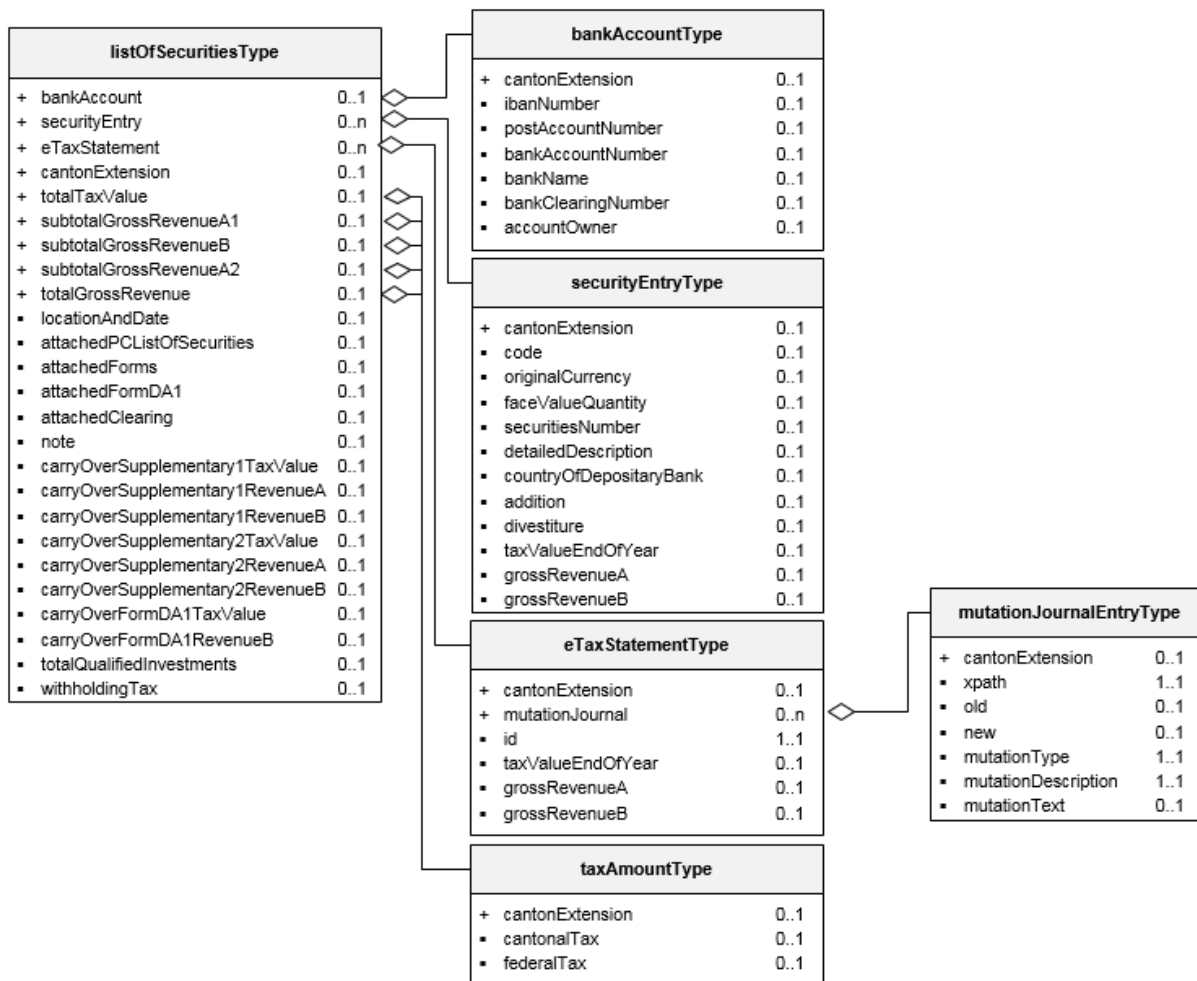 listOfSecuritiesType
+ bankAccount 0..1
+ securityEntry 0..n
+ eTaxStatement 0..n
+ cantonExtension 0..1
+ totalTaxValue 0..1
+ subtotalGrossRevenueA1 0..1
+ subtotalGrossRevenueB 0..1
+ subtotalGrossRevenueA2 0..1
+ totalGrossRevenue 0..1
▪ locationAndDate 0..1
▪ attachedPCListOfSecurities 0..1
▪ attachedForms 0..1
▪ attachedFormDA1 0..1
▪ attachedClearing 0..1
▪ note 0..1
▪ carryOverSupplementary1TaxValue 0..1
▪ carryOverSupplementary1RevenueA 0..1
▪ carryOverSupplementary1RevenueB 0..1
▪ carryOverSupplementary2TaxValue 0..1
▪ carryOverSupplementary2RevenueA 0..1
▪ carryOverSupplementary2RevenueB 0..1
▪ carryOverFormDA1TaxValue 0..1
▪ carryOverFormDA1RevenueB 0..1
▪ totalQualifiedInvestments 0..1
▪ withholdingTax 0..1
bankAccountType
+ cantonExtension 0..1
▪ ibanNumber 0..1
▪ postAccountNumber 0..1
▪ bankAccountNumber 0..1
▪ bankName 0..1
▪ bankClearingNumber 0..1
▪ accountOwner 0..1
securityEntryType
+ cantonExtension 0..1
▪ code 0..1
▪ originalCurrency 0..1
▪ faceValueQuantity 0..1
▪ securitiesNumber 0..1
▪ detailedDescription 0..1
▪ countryOfDepositaryBank 0..1
▪ addition 0..1
▪ divestiture 0..1
▪ taxValueEndOfYear 0..1
▪ grossRevenueA 0..1
▪ grossRevenueB 0..1
eTaxStatementType
+ cantonExtension 0..1
+ mutationJournal 0..n
▪ id 1..1
▪ taxValueEndOfYear 0..1
▪ grossRevenueA 0..1
▪ grossRevenueB 0..1
mutationJournalEntryType
+ cantonExtension 0..1
▪ xpath 1..1
▪ old 0..1
▪ new 0..1
▪ mutationType 1..1
▪ mutationDescription 1..1
▪ mutationText 0..1
taxAmountType
+ cantonExtension 0..1
▪ cantonalTax 0..1
▪ federalTax 0..1